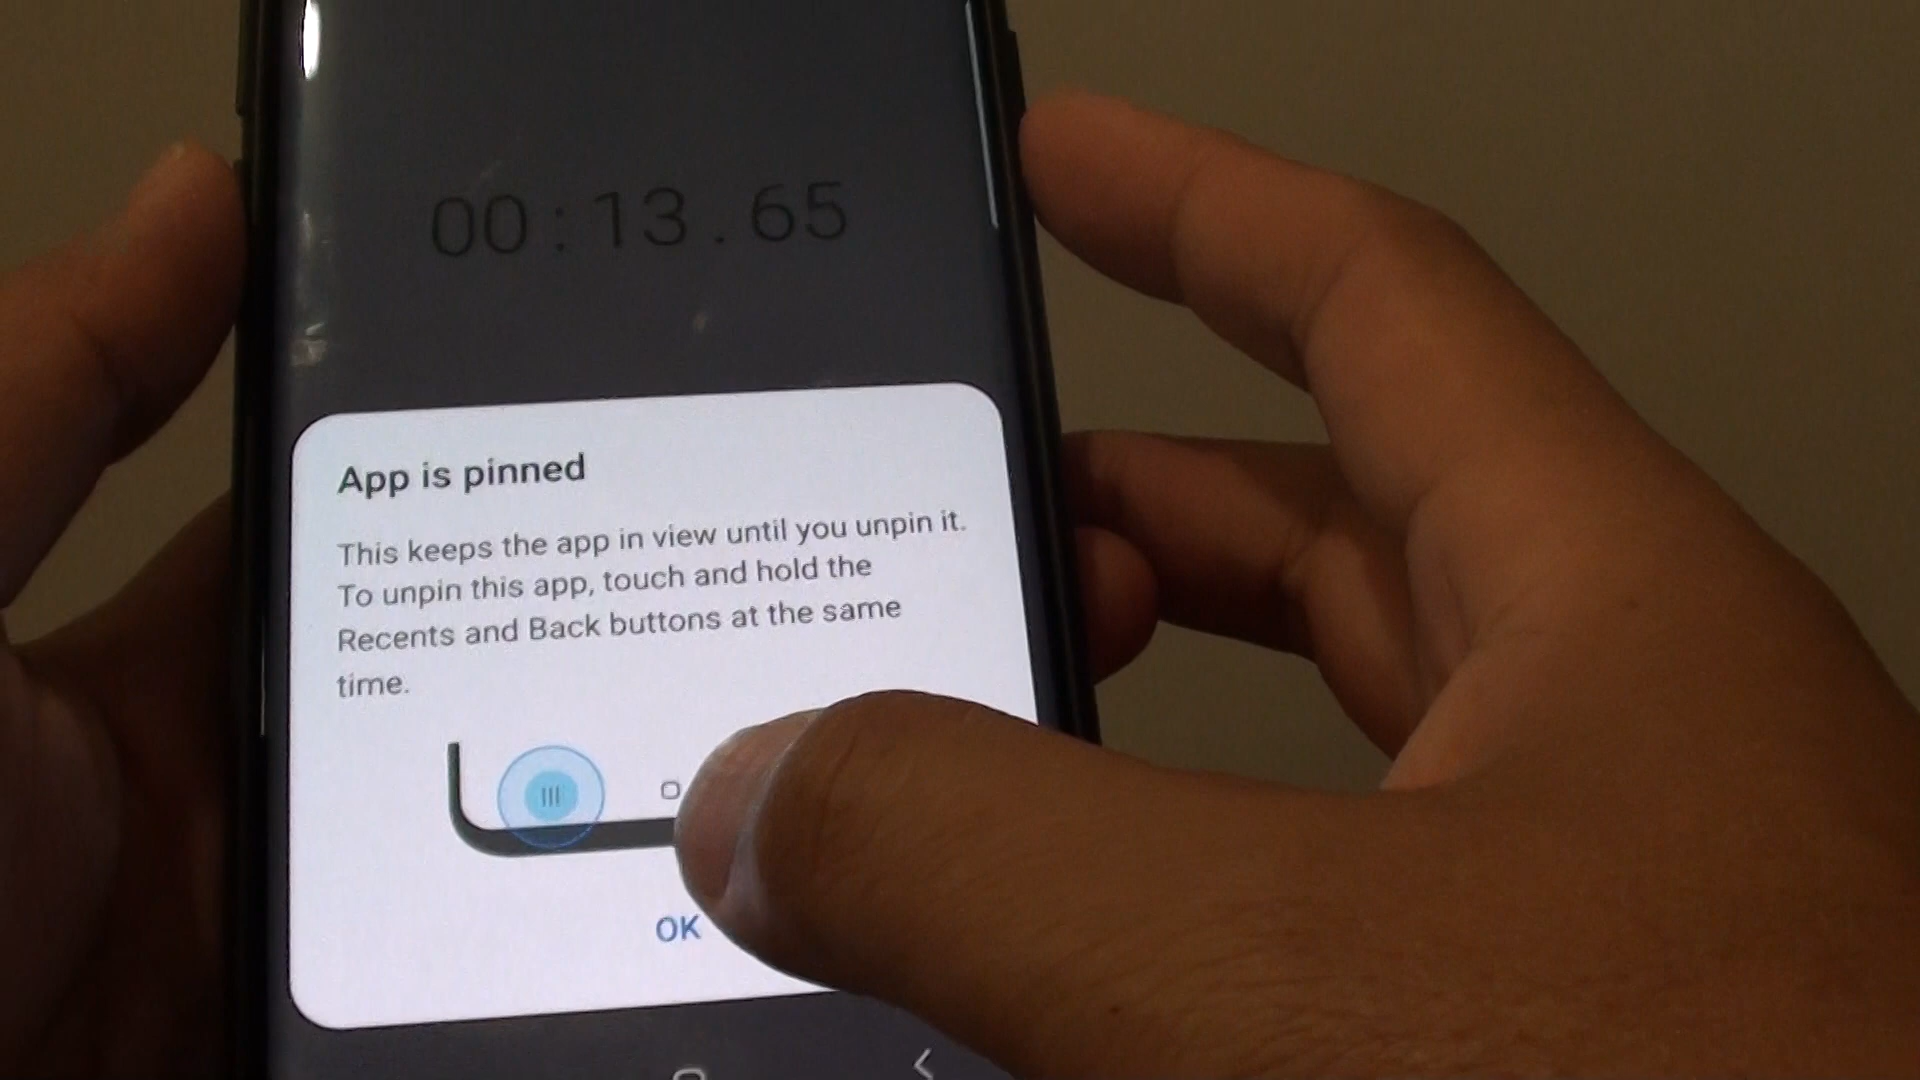 00:13.65
App is pinned
This keeps the app in view until you unpin it.
To unpin this app, touch and hold the
Recents and Back buttons at the same
time.
OK